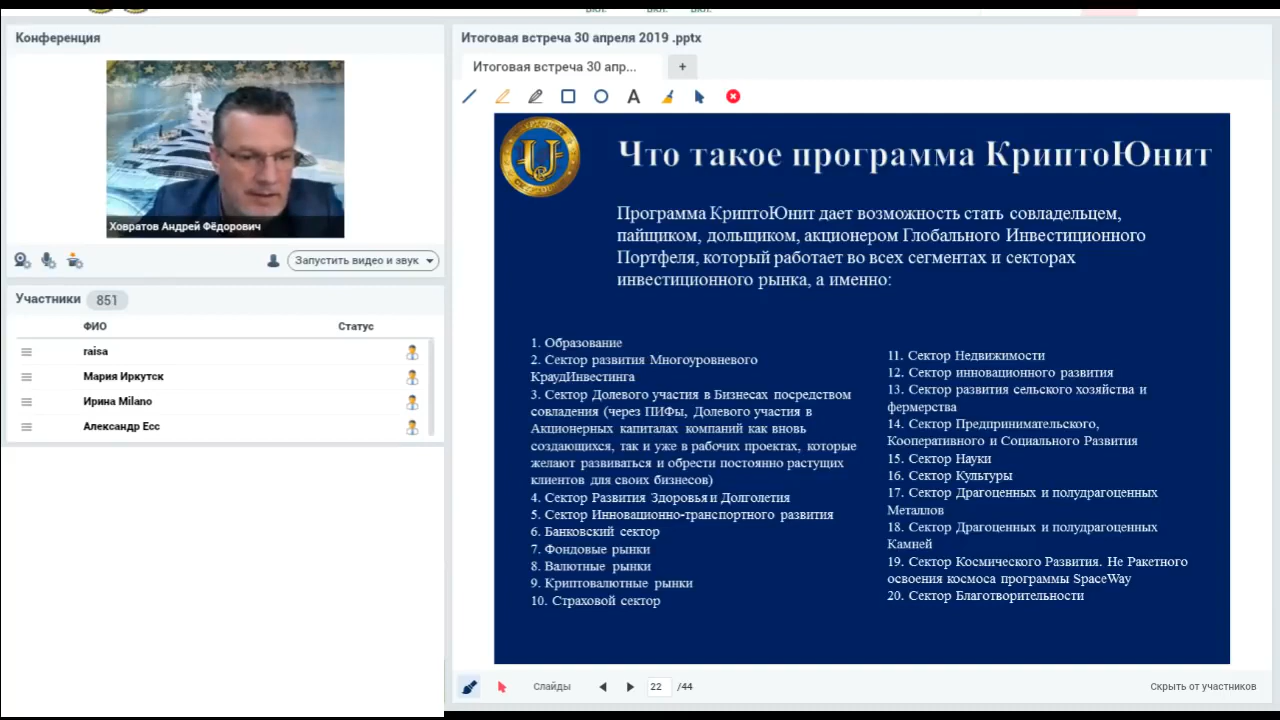 Конференция
Ховратов Андрей Фёдорович
Запустить видео и звук
Участники 851
ФИО Статус
raisa
Мария Иркутск
Ирина Milano
Александр Есс
Итоговая встреча 30 апреля 2019 .pptx
Итоговая встреча 30 апр... +
A
Что такое программа КриптоЮнит
Программа КриптоЮнит дает возможность стать совладельцем,
пайщиком, дольщиком, акционером Глобального Инвестиционного
Портфеля, который работает во всех сегментах и секторах
инвестиционного рынка, а именно:
1. Образование
2. Сектор развития Многоуровневого
КраудИнвестинга
3. Сектор Долевого участия в Бизнесах посредством
совладения (через ПИФы, Долевого участия в
Акционерных капиталах компаний как вновь
создающихся, так и уже в рабочих проектах, которые
желают развиваться и обрести постоянно растущих
клиентов для своих бизнесов)
4. Сектор Развития Здоровья и Долголетия
5. Сектор Инновационно-транспортного развития
6. Банковский сектор
7. Фондовые рынки
8. Валютные рынки
9. Криптовалютные рынки
10. Страховой сектор
11. Сектор Недвижимости
12. Сектор инновационного развития
13. Сектор развития сельского хозяйства и
фермерства
14. Сектор Предпринимательского,
Кооперативного и Социального Развития
15. Сектор Науки
16. Сектор Культуры
17. Сектор Драгоценных и полудрагоценных
Металлов
18. Сектор Драгоценных и полудрагоценных
Камней
19. Сектор Космического Развития. Не Ракетного
освоения космоса программы SpaceWay
20. Сектор Благотворительности
Слайды 22 /44
Скрыть от участников